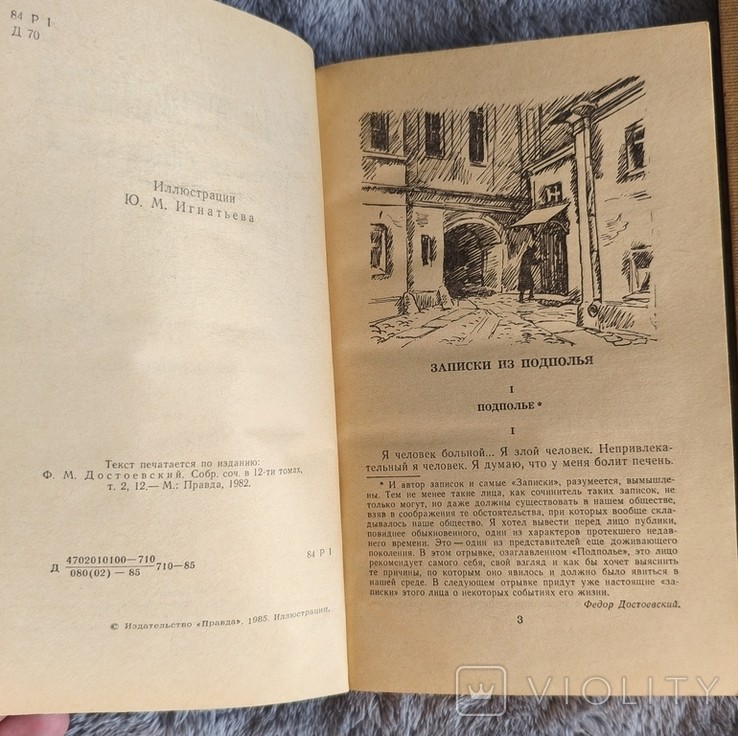 84 Р 1
Д 70
Иллюстрации
Ю. М. Игнатьева
Текст печатается по изданию:
Ф. М. Достоевский. Собр. соч. в 12-ти томах,
т. 2, 12.— М.: Правда, 1982.
Д 4702010100—710
080(02) — 85
710—85
84 Р 1
© Издательство «Правда», 1985. Иллюстрации.
ЗАПИСКИ ИЗ ПОДПОЛЬЯ
I
ПОДПОЛЬЕ *
I
Я человек больной... Я злой человек. Непривлека-
тельный я человек. Я думаю, что у меня болит печень.
* И автор записок и самые «Записки», разумеется, вымышле-
ны. Тем не менее такие лица, как сочинитель таких записок, не
только могут, но даже должны существовать в нашем обществе,
взяв в соображение те обстоятельства, при которых вообще скла-
дывалось наше общество. Я хотел вывести перед лицо публики,
повиднее обыкновенного, один из характеров протекшего недав-
него времени. Это — один из представителей еще доживающего
поколения. В этом отрывке, озаглавленном «Подполье», это лицо
рекомендует самого себя, свой взгляд и как бы хочет выяснить
те причины, по которым оно явилось и должно было явиться в
нашей среде. В следующем отрывке придут уже настоящие «за-
писки» этого лица о некоторых событиях его жизни.
Федор Достоевский.
3
VIOLITY